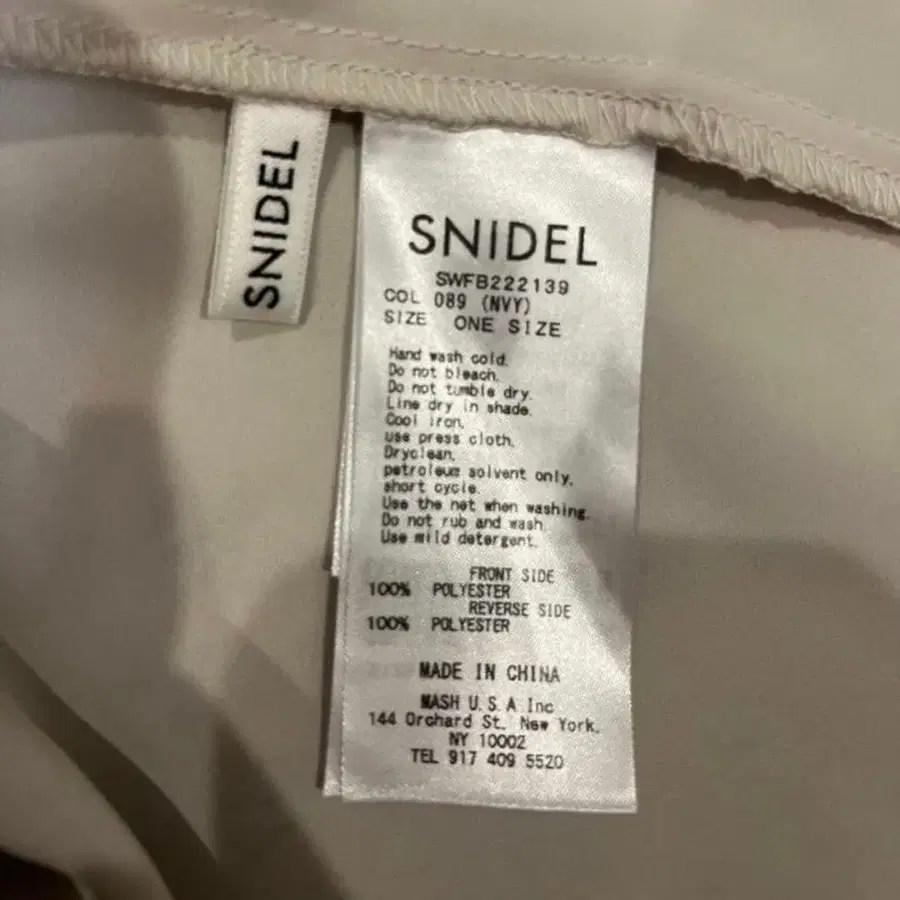 SNIDEL
SNIDEL
SWFB222139
COL 089 (NVY)
SIZE ONE SIZE
Hand wash cold.
Do not bleach.
Do not tumble dry.
Line dry in shade.
Cool iron.
use press cloth.
Dryclean.
petroleum solvent only.
short cycle.
Use the net when washing.
Do not rub and wash.
Use mild detergent.
FRONT SIDE
100% POLYESTER
REVERSE SIDE
100% POLYESTER
MADE IN CHINA
MASH U.S.A Inc
144 Orchard St. New York.
NY 10002
TEL 917 409 5520